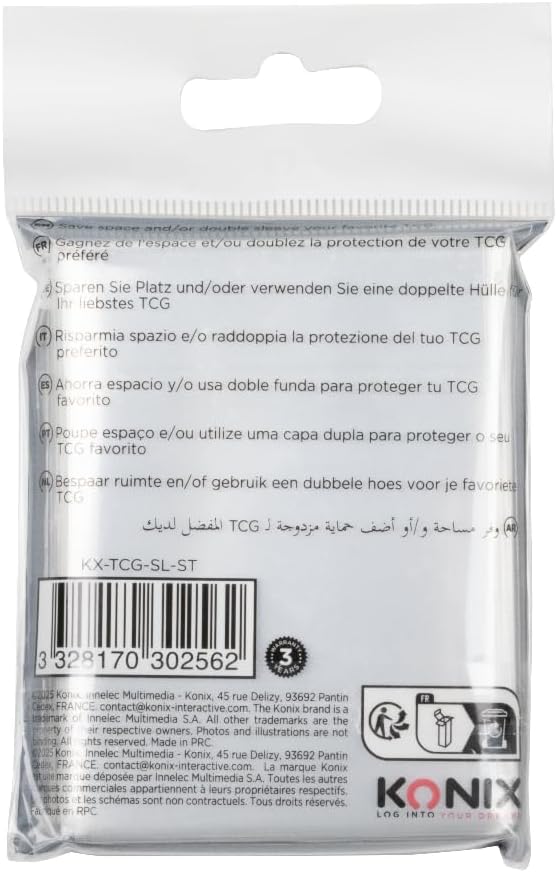 EN Save space and/or double sleeve your favorite TCG
FR Gagnez de l'espace et/ou doublez la protection de votre TCG
préféré
DE Sparen Sie Platz und/oder verwenden Sie eine doppelte Hülle für
Ihr liebstes TCG
IT Risparmia spazio e/o raddoppia la protezione del tuo TCG
preferito
ES Ahorra espacio y/o usa doble funda para proteger tu TCG
favorito
PT Poupe espaço e/ou utilize uma capa dupla para proteger o seu
TCG favorito
NL Bespaar ruimte en/of gebruik een dubbele hoes voor je favoriete
TCG
AR وفر مساحة و/أو أضف حماية مزدوجة لـ TCG المفضل لديك
KX-TCG-SL-ST
3 328170 302562
WARRANTY
3
YEARS
©2025 Konix, Innelec Multimedia - Konix, 45 rue Delizy, 93692 Pantin
Cedex, FRANCE. contact@konix-interactive.com. The Konix brand is a
trademark of Innelec Multimedia S.A. All other trademarks are the
property of their respective owners. Photos and illustrations are not
binding. All rights reserved. Made in PRC.
©2025 Konix, Innelec Multimedia - Konix, 45 rue Delizy, 93692 Pantin
Cedex, FRANCE. contact@konix-interactive.com. La marque Konix
est une marque déposée par Innelec Multimedia S.A. Toutes les autres
marques commerciales appartiennent à leurs propriétaires respectifs.
Les photos et les schémas sont non contractuels. Tous droits réservés.
Fabriqué en RPC.
FR
KONIX
LOG INTO YOUR DREAM